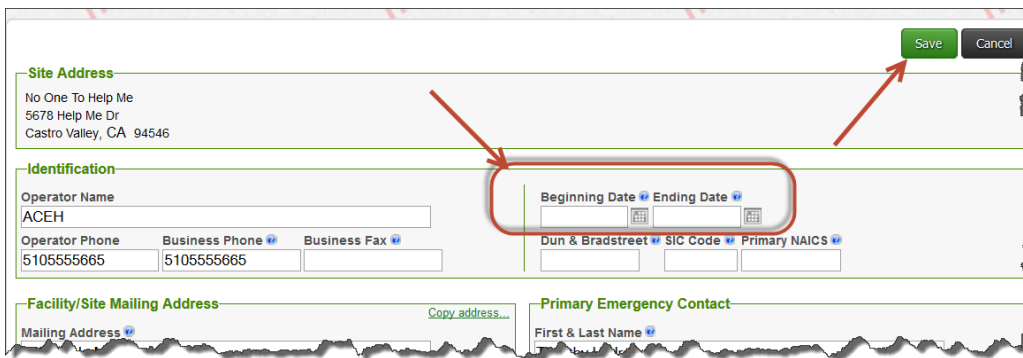 Save Cancel
Site Address
No One To Help Me
5678 Help Me Dr
Castro Valley, CA 94546
Identification
Operator Name
ACEH
Beginning Date Ending Date
Operator Phone Business Phone Business Fax
5105555665 5105555665
Dun & Bradstreet SIC Code Primary NAICS
Facility/Site Mailing Address
Copy address...
Mailing Address
Primary Emergency Contact
First & Last Name